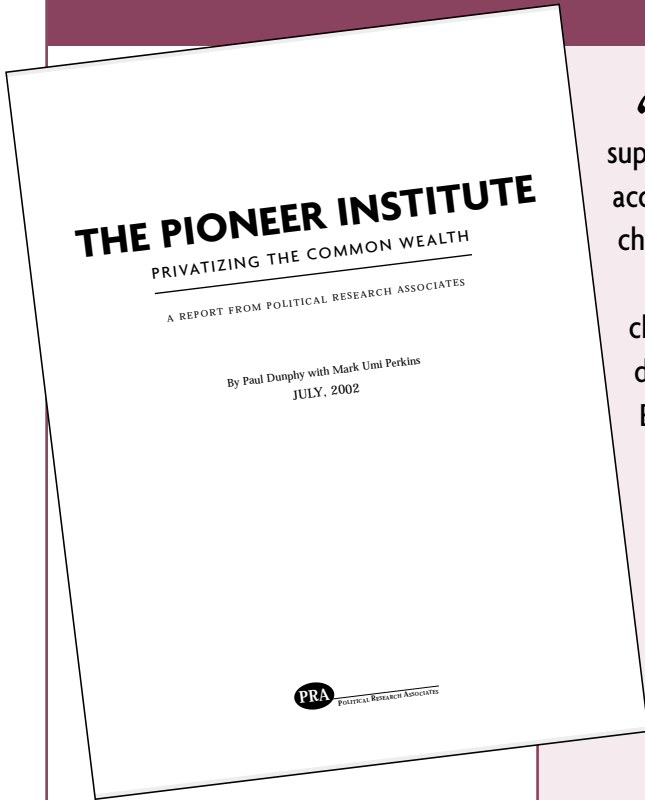 THE PIONEER INSTITUTE
PRIVATIZING THE COMMON WEALTH
A REPORT FROM POLITICAL RESEARCH ASSOCIATES
By Paul Dunphy with Mark Umi Perkins
JULY, 2002
PRA POLITICAL RESEARCH ASSOCIATES
“